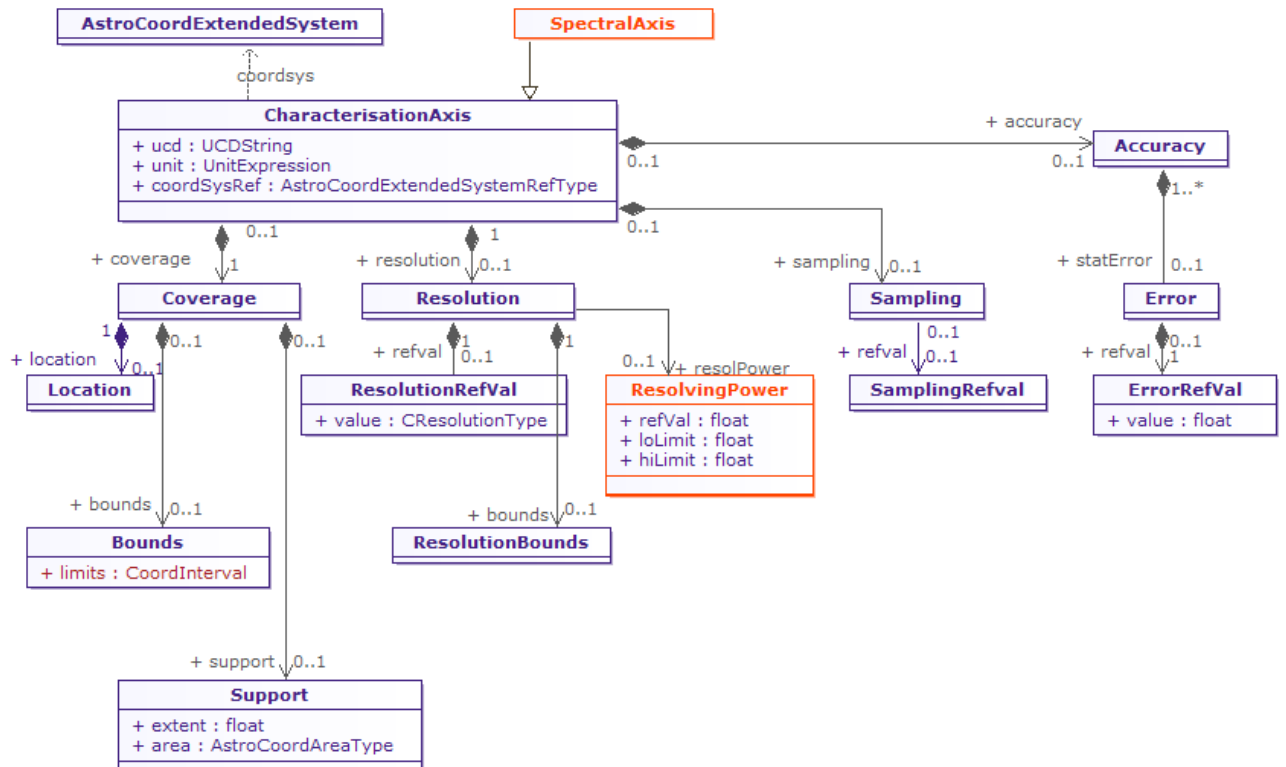 AstroCoordExtendedSystem
SpectralAxis
coordsys
CharacterisationAxis
+ ucd : UCDString
+ unit : UnitExpression
+ coordSysRef : AstroCoordExtendedSystemRefType
+ accuracy
0..1
0..1
Accuracy
1..*
0..1
0..1
1
+ coverage
1
+ resolution
0..1
+ sampling
0..1
+ statError
0..1
Coverage
Resolution
Sampling
Error
1
0..1
0..1
+ location
0..1
1
+ refval
0..1
1
0..1
+ resolPower
0..1
+ refval
0..1
0..1
+ refval
1
Location
ResolutionRefVal
+ value : CResolutionType
ResolvingPower
+ refVal : float
+ loLimit : float
+ hiLimit : float
SamplingRefval
ErrorRefVal
+ value : float
+ bounds
0..1
+ bounds
0..1
Bounds
+ limits : CoordInterval
ResolutionBounds
+ support
0..1
Support
+ extent : float
+ area : AstroCoordAreaType